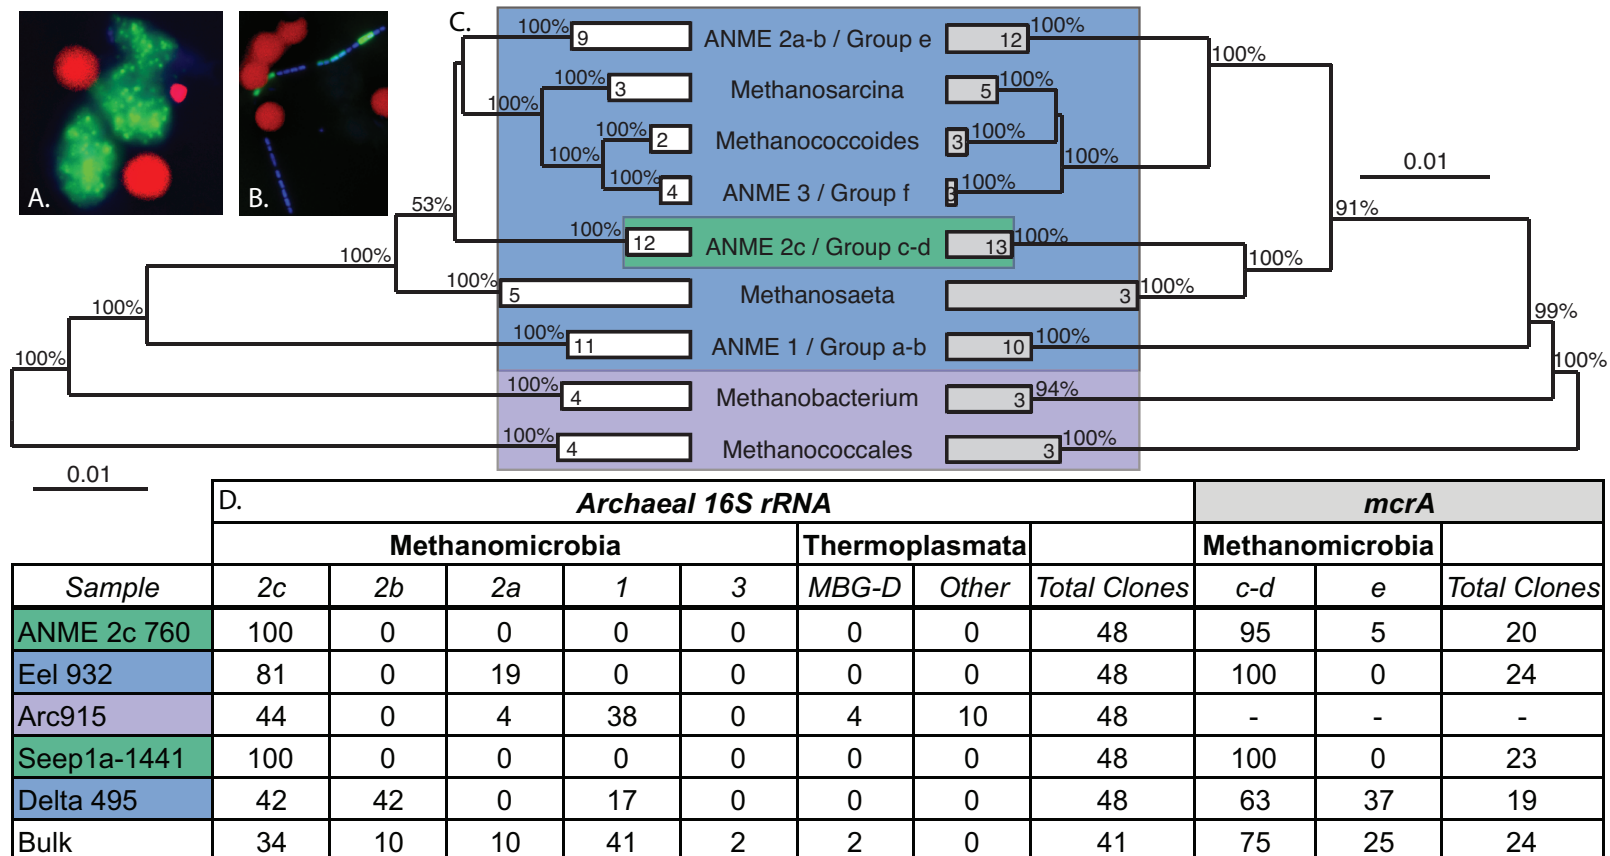 A.
B.
C.
100% 9 ANME 2a-b / Group e 12 100%
100%
100% 3 Methanosarcina 5 100%
100%
100% 2 Methanococcoides 3 100%
0.01
100% 100%
100% 4 ANME 3 / Group f 100%
53% 91%
100% 12 ANME 2c / Group c-d 13 100%
100% 100%
100% 5 Methanosaeta 3 100%
100% 99%
100% 11 ANME 1 / Group a-b 10 100%
100% 100%
100% 4 Methanobacterium 3 94%
100% 4 Methanococcales 3 100%
0.01
D. Archaeal 16S rRNA mcrA
Methanomicrobia Thermoplasmata Methanomicrobia
Sample 2c 2b 2a 1 3 MBG-D Other Total Clones c-d e Total Clones
ANME 2c 760 100 0 0 0 0 0 0 48 95 5 20
Eel 932 81 0 19 0 0 0 0 48 100 0 24
Arc915 44 0 4 38 0 4 10 48 - - -
Seep1a-1441 100 0 0 0 0 0 0 48 100 0 23
Delta 495 42 42 0 17 0 0 0 48 63 37 19
Bulk 34 10 10 41 2 2 0 41 75 25 24